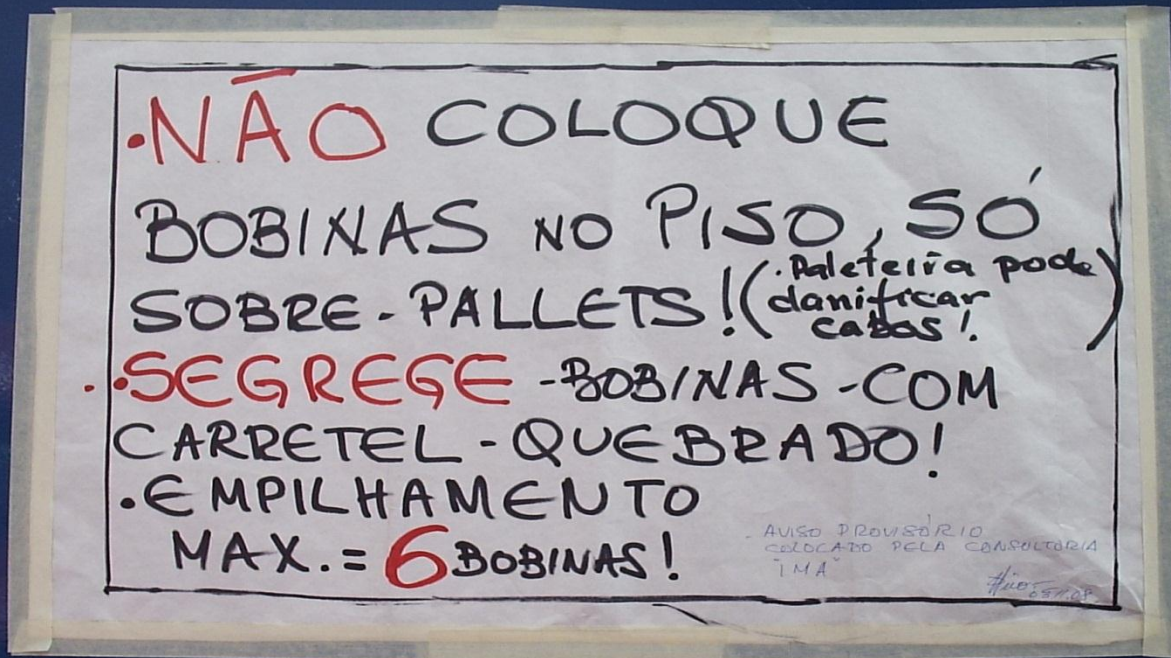 ·NÃO COLOQUE
BOBINAS NO PISO, SÓ
SOBRE-PALLETS! (·Paleteira pode
danificar
cabos!)
·SEGREGE -BOBINAS-COM
CARRETEL-QUEBRADO!
·EMPILHAMENTO
MAX.=6 BOBINAS!
- AVISO PROVISÓRIO
COLOCADO PELA CONSULTORIA
"IMA"